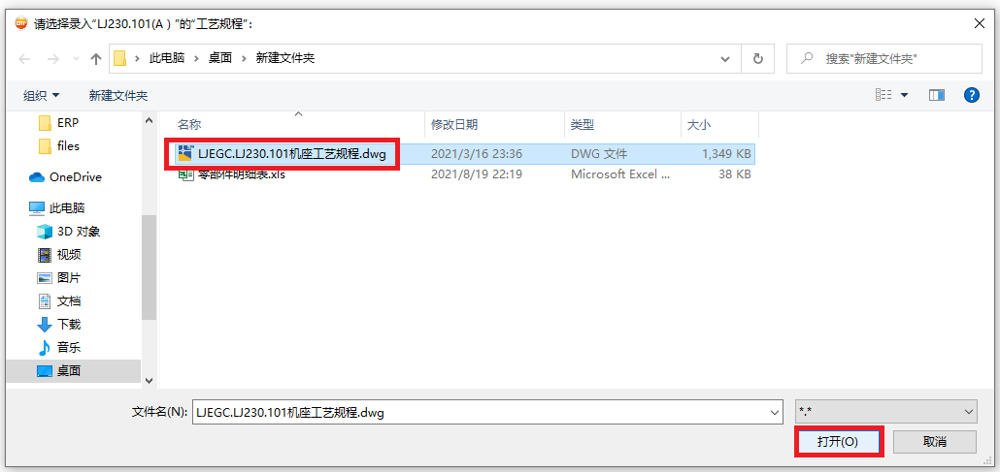 请选择录入“LJ230.101(A )”的“工艺规程”：
此电脑 › 桌面 › 新建文件夹
搜索"新建文件夹"
组织 新建文件夹
名称 修改日期 类型 大小
LJEGC.LJ230.101机座工艺规程.dwg 2021/3/16 23:36 DWG 文件 1,349 KB
零部件明细表.xls 2021/8/19 22:19 Microsoft Excel ... 38 KB
ERP
files
OneDrive
此电脑
3D 对象
视频
图片
文档
下载
音乐
桌面
文件名(N): LJEGC.LJ230.101机座工艺规程.dwg *.*
打开(O) 取消